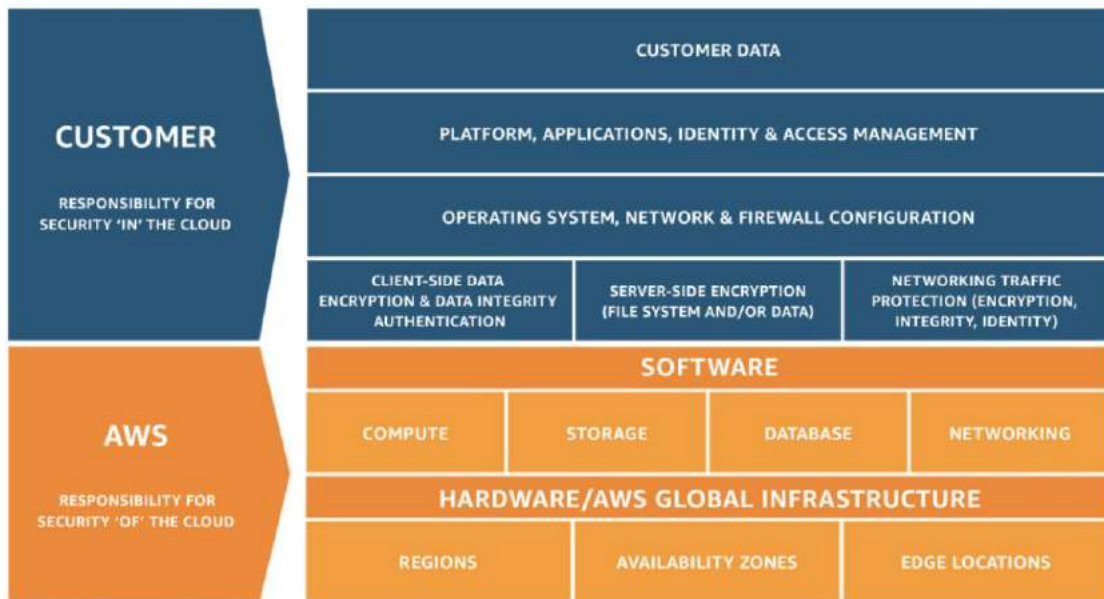 CUSTOMER
RESPONSIBILITY FOR
SECURITY ‘IN’ THE CLOUD
CUSTOMER DATA
PLATFORM, APPLICATIONS, IDENTITY & ACCESS MANAGEMENT
OPERATING SYSTEM, NETWORK & FIREWALL CONFIGURATION
CLIENT-SIDE DATA
ENCRYPTION & DATA INTEGRITY
AUTHENTICATION
SERVER-SIDE ENCRYPTION
(FILE SYSTEM AND/OR DATA)
NETWORKING TRAFFIC
PROTECTION (ENCRYPTION,
INTEGRITY, IDENTITY)
AWS
RESPONSIBILITY FOR
SECURITY ‘OF’ THE CLOUD
SOFTWARE
COMPUTE
STORAGE
DATABASE
NETWORKING
HARDWARE/AWS GLOBAL INFRASTRUCTURE
REGIONS
AVAILABILITY ZONES
EDGE LOCATIONS